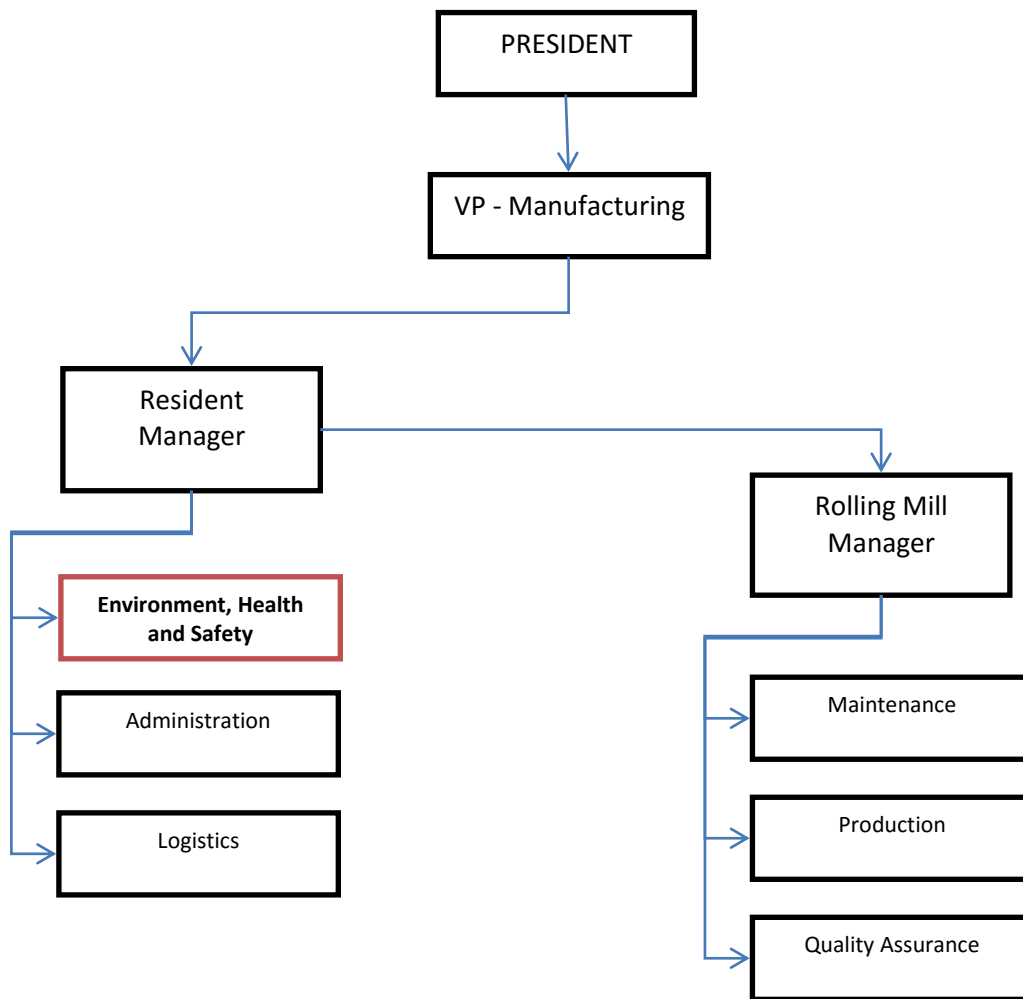 PRESIDENT
VP - Manufacturing
Resident
Manager
Rolling Mill
Manager
Environment, Health
and Safety
Administration
Logistics
Maintenance
Production
Quality Assurance